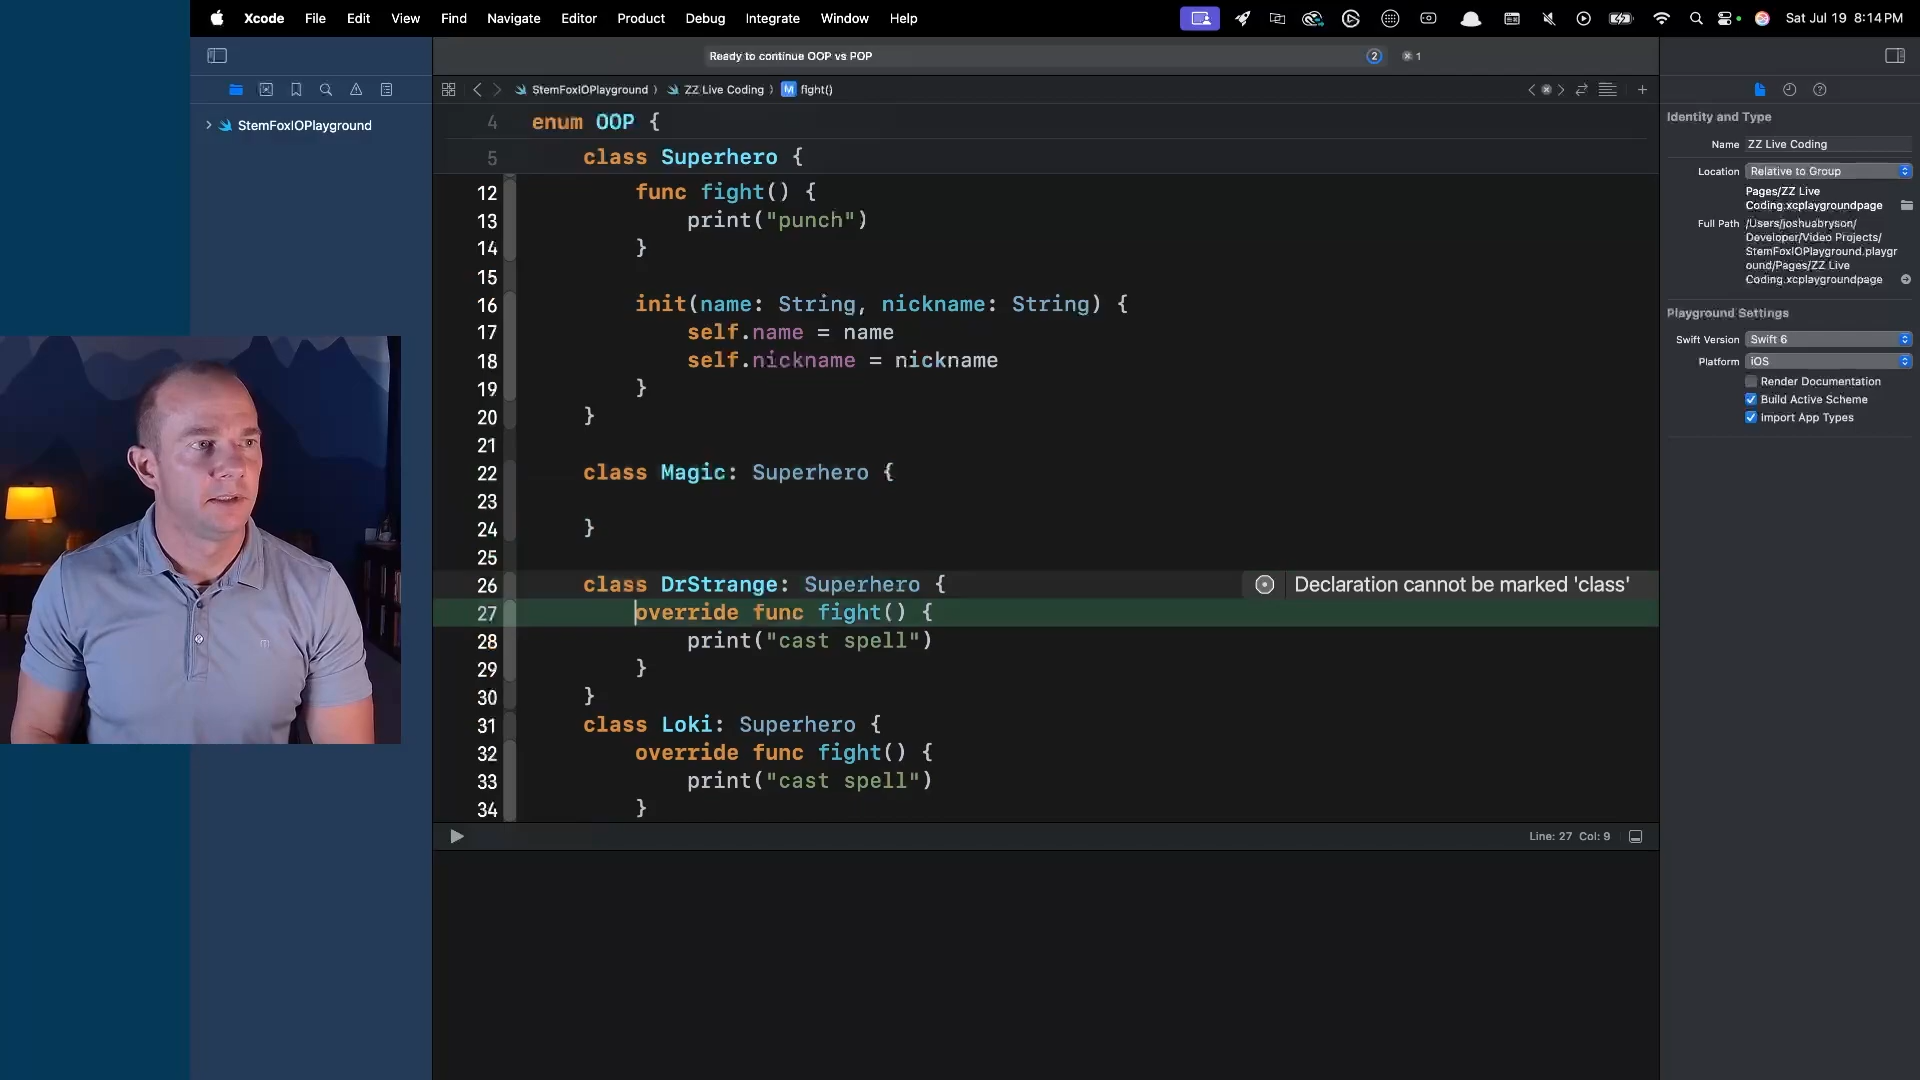 Xcode File Edit View Find Navigate Editor Product Debug Integrate Window Help
Sat Jul 19 8:14 PM
Ready to continue OOP vs POP
2
1
StemFoxIOPlayground
StemFoxIOPlayground ZZ Live Coding M fight()
4 enum OOP {
5 class Superhero {
12 func fight() {
13 print("punch")
14 }
15
16 init(name: String, nickname: String) {
17 self.name = name
18 self.nickname = nickname
19 }
20 }
21
22 class Magic: Superhero {
23
24 }
25
26 class DrStrange: Superhero {
Declaration cannot be marked 'class'
27 override func fight() {
28 print("cast spell")
29 }
30 }
31 class Loki: Superhero {
32 override func fight() {
33 print("cast spell")
34 }
Line: 27 Col: 9
Identity and Type
Name ZZ Live Coding
Location Relative to Group
Pages/ZZ Live
Coding.xcplaygroundpage
Full Path /Users/joshuabryson/
Developer/Video Projects/
StemFoxIOPlayground.playgr
ound/Pages/ZZ Live
Coding.xcplaygroundpage
Playground Settings
Swift Version Swift 6
Platform iOS
Render Documentation
Build Active Scheme
Import App Types